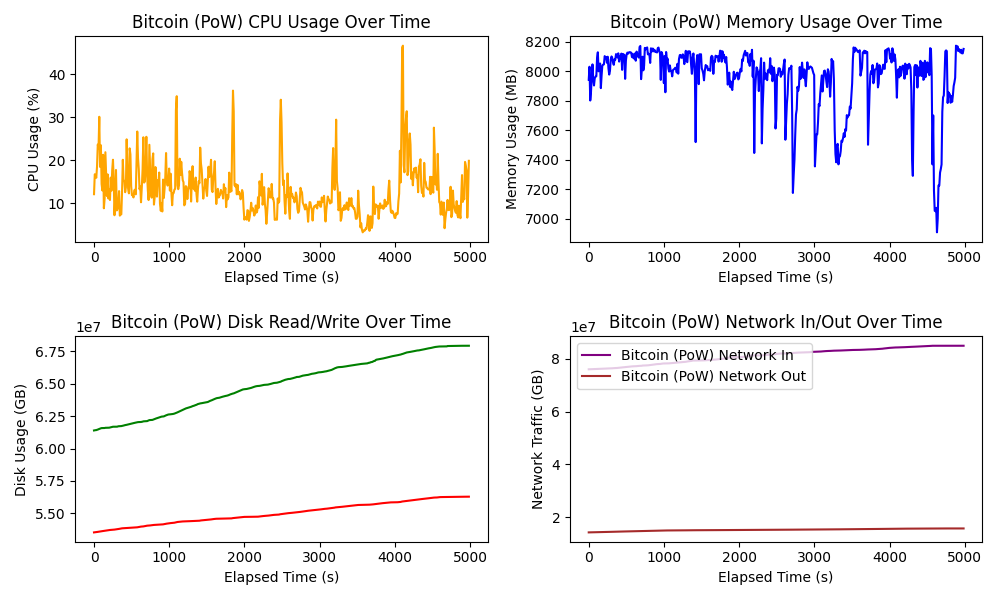 Bitcoin (PoW) CPU Usage Over Time
CPU Usage (%)
40
30
20
10
0 1000 2000 3000 4000 5000
Elapsed Time (s)
Bitcoin (PoW) Memory Usage Over Time
Memory Usage (MB)
8200
8000
7800
7600
7400
7200
7000
0 1000 2000 3000 4000 5000
Elapsed Time (s)
Bitcoin (PoW) Disk Read/Write Over Time
1e7
Disk Usage (GB)
6.75
6.50
6.25
6.00
5.75
5.50
0 1000 2000 3000 4000 5000
Elapsed Time (s)
Bitcoin (PoW) Network In/Out Over Time
1e7
Network Traffic (GB)
8
6
4
2
Bitcoin (PoW) Network In
Bitcoin (PoW) Network Out
0 1000 2000 3000 4000 5000
Elapsed Time (s)